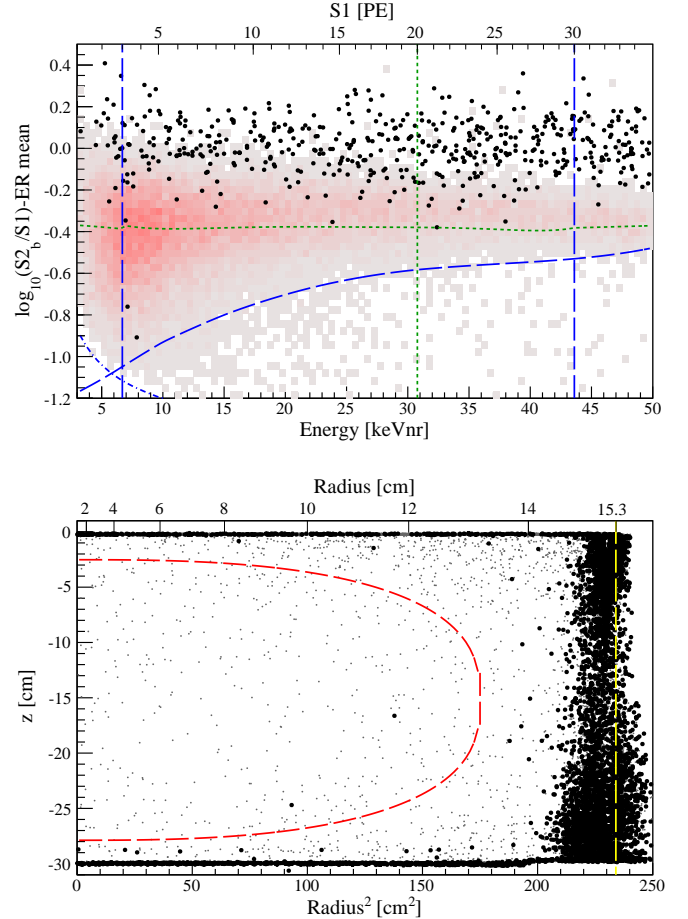 S1 [PE]
5 10 15 20 25 30
log10(S2b/S1)-ER mean
0.4
0.2
0.0
-0.2
-0.4
-0.6
-0.8
-1.0
-1.2
5 10 15 20 25 30 35 40 45 50
Energy [keVnr]
Radius [cm]
2 4 6 8 10 12 14 15.3
z [cm]
0
-5
-10
-15
-20
-25
-30
0 50 100 150 200 250
Radius² [cm²]